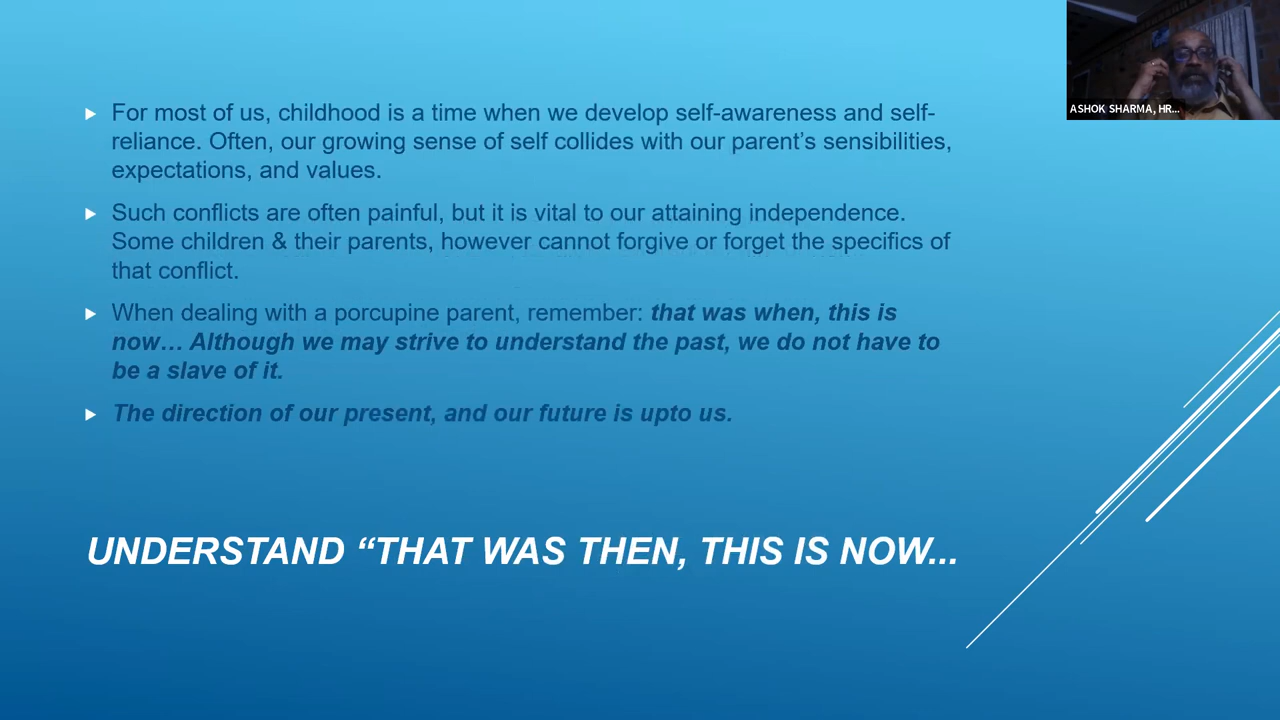 ASHOK SHARMA, HR...
For most of us, childhood is a time when we develop self-awareness and self-
reliance. Often, our growing sense of self collides with our parent’s sensibilities,
expectations, and values.
Such conflicts are often painful, but it is vital to our attaining independence.
Some children & their parents, however cannot forgive or forget the specifics of
that conflict.
When dealing with a porcupine parent, remember: that was when, this is
now… Although we may strive to understand the past, we do not have to
be a slave of it.
The direction of our present, and our future is upto us.
UNDERSTAND “THAT WAS THEN, THIS IS NOW...